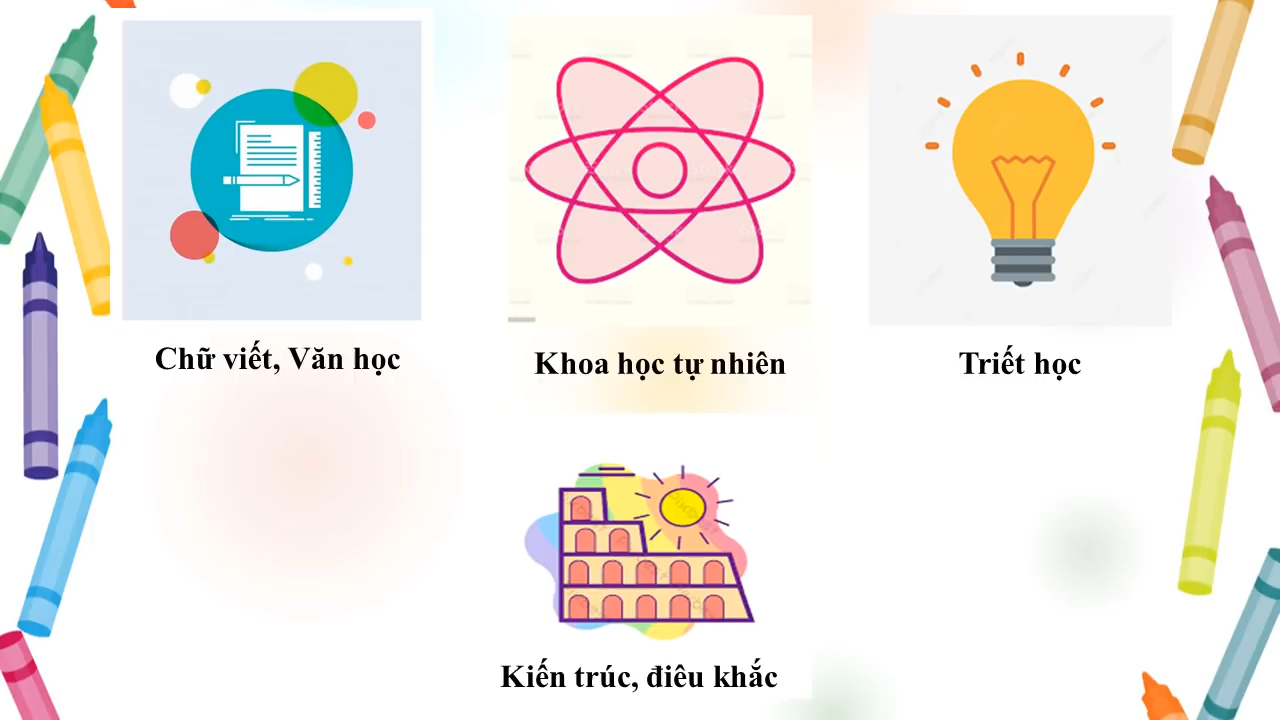 Chữ viết, Văn học
Khoa học tự nhiên
Triết học
Kiến trúc, điêu khắc